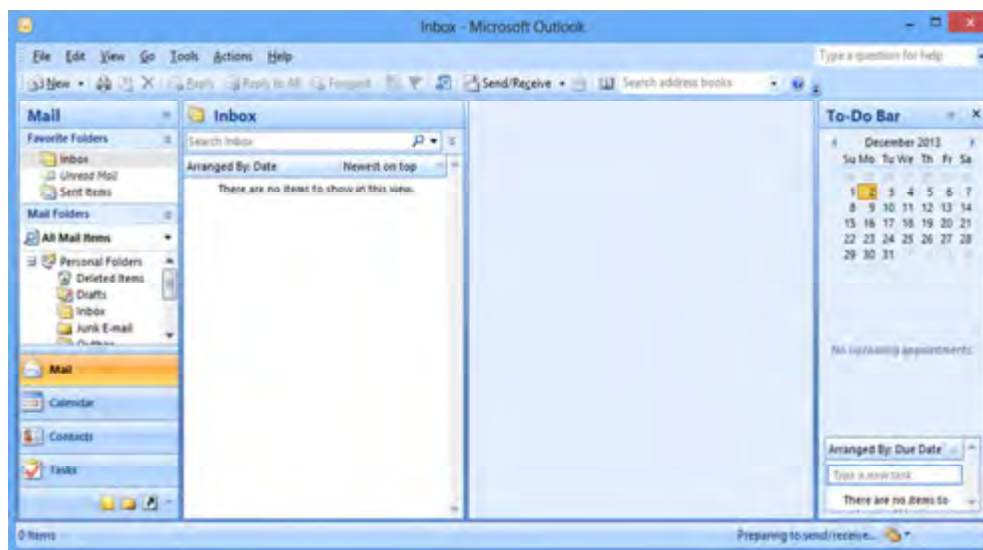 Inbox - Microsoft Outlook
File Edit View Go Tools Actions Help
Type a question for help
New Reply Reply to All Forward Send/Receive Search address books
Mail
Favorite Folders
Inbox
Unread Mail
Sent Items
Mail Folders
All Mail Items
Personal Folders
Deleted Items
Drafts
Inbox
Junk E-mail
Outbox
Mail
Calendar
Contacts
Tasks
Inbox
Search Inbox
Arranged By: Date Newest on top
There are no items to show in this view.
To-Do Bar
December 2013
Su Mo Tu We Th Fr Sa
1 2 3 4 5 6 7
8 9 10 11 12 13 14
15 16 17 18 19 20 21
22 23 24 25 26 27 28
29 30 31
No upcoming appointments.
Arranged By: Due Date
Type a new task
There are no items to
0 Items
Preparing to send/receive...